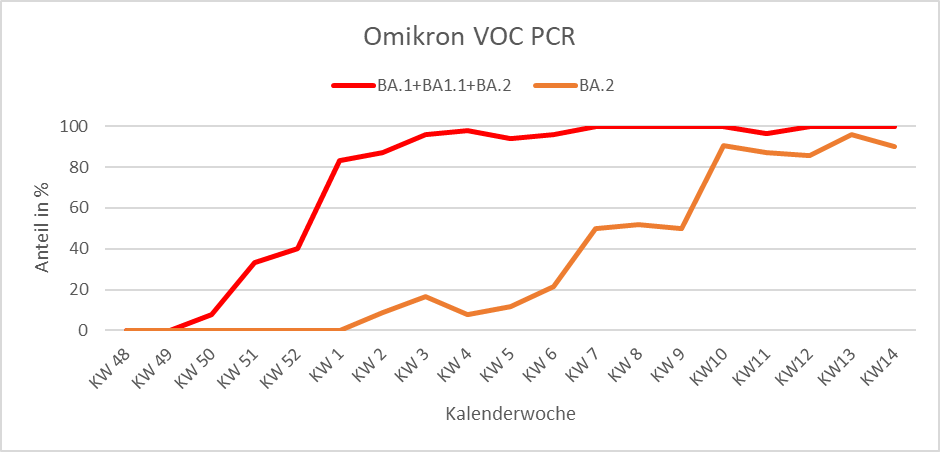 Omikron VOC PCR
BA.1+BA1.1+BA.2 BA.2
Anteil in %
100
80
60
40
20
0
KW 48 KW 49 KW 50 KW 51 KW 52 KW 1 KW 2 KW 3 KW 4 KW 5 KW 6 KW 7 KW 8 KW 9 KW10 KW11 KW12 KW13 KW14
Kalenderwoche